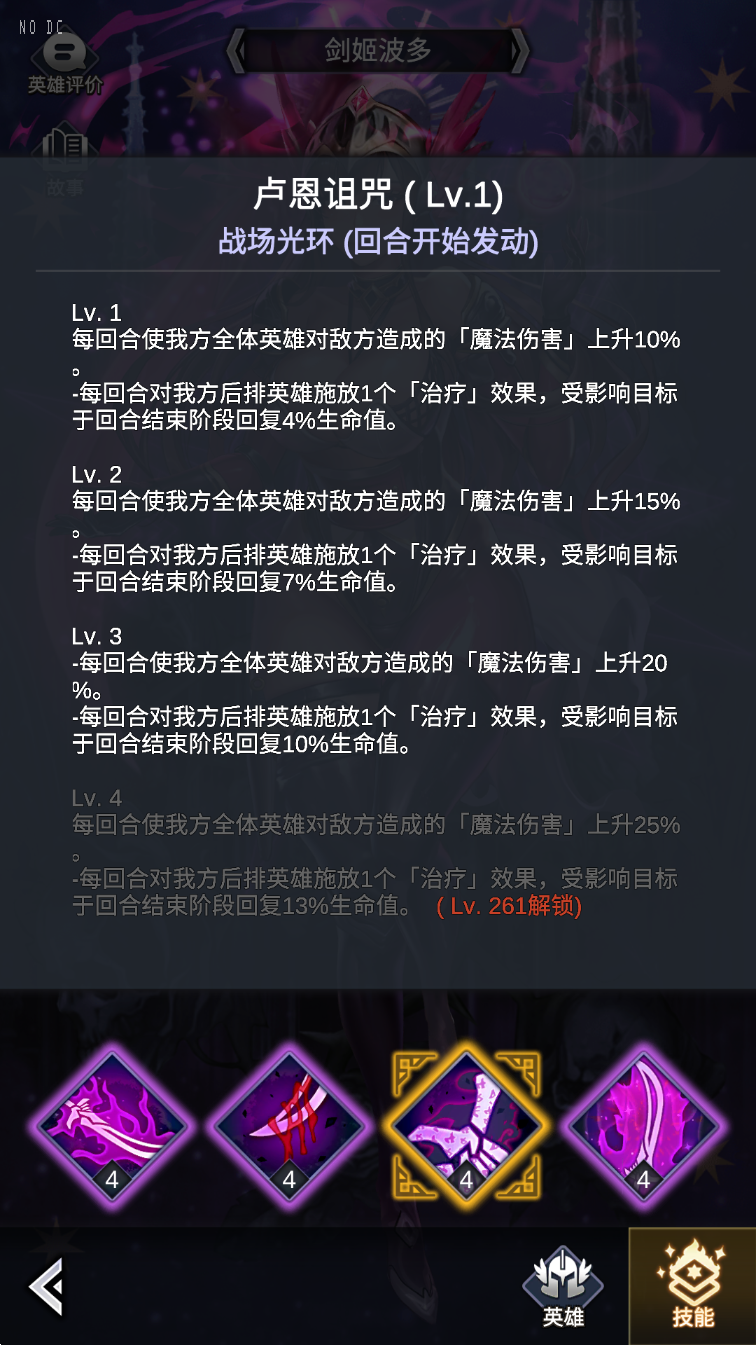 NO DC
剑姬波多
英雄评价
故事
卢恩诅咒 ( Lv.1)
战场光环 (回合开始发动)
Lv. 1
每回合使我方全体英雄对敌方造成的「魔法伤害」上升10%
。
-每回合对我方后排英雄施放1个「治疗」效果，受影响目标
于回合结束阶段回复4%生命值。
Lv. 2
每回合使我方全体英雄对敌方造成的「魔法伤害」上升15%
。
-每回合对我方后排英雄施放1个「治疗」效果，受影响目标
于回合结束阶段回复7%生命值。
Lv. 3
-每回合使我方全体英雄对敌方造成的「魔法伤害」上升20
%。
-每回合对我方后排英雄施放1个「治疗」效果，受影响目标
于回合结束阶段回复10%生命值。
Lv. 4
每回合使我方全体英雄对敌方造成的「魔法伤害」上升25%
。
-每回合对我方后排英雄施放1个「治疗」效果，受影响目标
于回合结束阶段回复13%生命值。 ( Lv. 261解锁)
4 4 4 4
英雄 技能